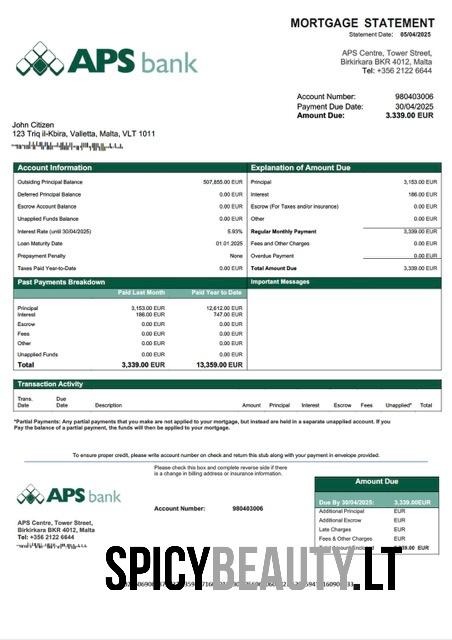 MORTGAGE STATEMENT
Statement Date: 05/04/2025
APS bank
APS Centre, Tower Street,
Birkirkara BKR 4012, Malta
Tel: +356 2122 6644
Account Number: 980403006
Payment Due Date: 30/04/2025
Amount Due: 3.339.00 EUR
John Citizen
123 Triq il-Kbira, Valletta, Malta, VLT 1011
Account Information
Outsiding Principal Balance 507,855.00 EUR
Deferred Principal Balance 0.00 EUR
Escrow Account Balance 0.00 EUR
Unapplied Funds Balance 0.00 EUR
Interest Rate (until 30/04/2025) 5.93%
Loan Maturity Date 01.01.2025
Prepayment Penalty None
Taxes Paid Year-to-Date 0.00 EUR
Explanation of Amount Due
Principal 3,153.00 EUR
Interest 186.00 EUR
Escrow (For Taxes and/or insurance) 0.00 EUR
Other 0.00 EUR
Regular Monthly Payment 3,339.00 EUR
Fees and Other Charges 0.00 EUR
Overdue Payment 0.00 EUR
Total Amount Due 3,339.00 EUR
Past Payments Breakdown
Paid Last Month Paid Year to Date
Principal 3,153.00 EUR 12,612.00 EUR
Interest 186.00 EUR 747.00 EUR
Escrow 0.00 EUR 0.00 EUR
Fees 0.00 EUR 0.00 EUR
Other 0.00 EUR 0.00 EUR
Unapplied Funds 0.00 EUR 0.00 EUR
Total 3,339.00 EUR 13,359.00 EUR
Important Messages
Transaction Activity
Trans. Date Due Date Description Amount Principal Interest Escrow Fees Unapplied* Total
*Partial Payments: Any partial payments that you make are not applied to your mortgage, but instead are held in a separate unapplied account. If you
Pay the balance of a partial payment, the funds will then be applied to your mortgage.
To ensure proper credit, please write account number on check and return this stub along with your payment in envelope provided.
Please check this box and complete reverse side if there
is a change in billing address or insurance information.
APS bank
Account Number: 980403006
APS Centre, Tower Street,
Birkirkara BKR 4012, Malta
Tel: +356 2122 6644
Amount Due
Due By 30/04/2025: 3,339.00EUR
Additional Principal EUR
Additional Escrow EUR
Late Charges EUR
Fees & Other Charges EUR
SPICYBEAUTY.LT